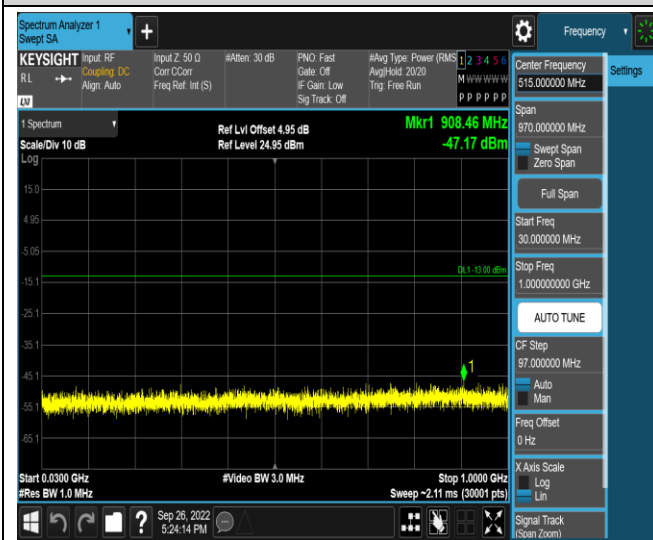 Spectrum Analyzer 1
Swept SA
Frequency
KEYSIGHT
RL
LXI
Input: RF
Coupling: DC
Align: Auto
Input Z: 50 Ω
Corr CCorr
Freq Ref: Int (S)
#Atten: 30 dB
PNO: Fast
Gate: Off
IF Gain: Low
Sig Track: Off
#Avg Type: Power (RMS
Avg|Hold: 20/20
Trig: Free Run
1 2 3 4 5 6
M W W W W W
P P P P P P
Settings
1 Spectrum
Scale/Div 10 dB
Log
Ref Lvl Offset 4.95 dB
Ref Level 24.95 dBm
Mkr1 908.46 MHz
-47.17 dBm
15.0
4.95
-5.05
-15.1
-25.1
-35.1
-45.1
-55.1
-65.1
DL1 -13.00 dBm
1
Start 0.0300 GHz
#Res BW 1.0 MHz
#Video BW 3.0 MHz
Stop 1.0000 GHz
Sweep ~2.11 ms (30001 pts)
Center Frequency
515.000000 MHz
Span
970.000000 MHz
Swept Span
Zero Span
Full Span
Start Freq
30.000000 MHz
Stop Freq
1.000000000 GHz
AUTO TUNE
CF Step
97.000000 MHz
Auto
Man
Freq Offset
0 Hz
X Axis Scale
Log
Lin
Signal Track
(Span Zoom)
?
Sep 26, 2022
5:24:14 PM